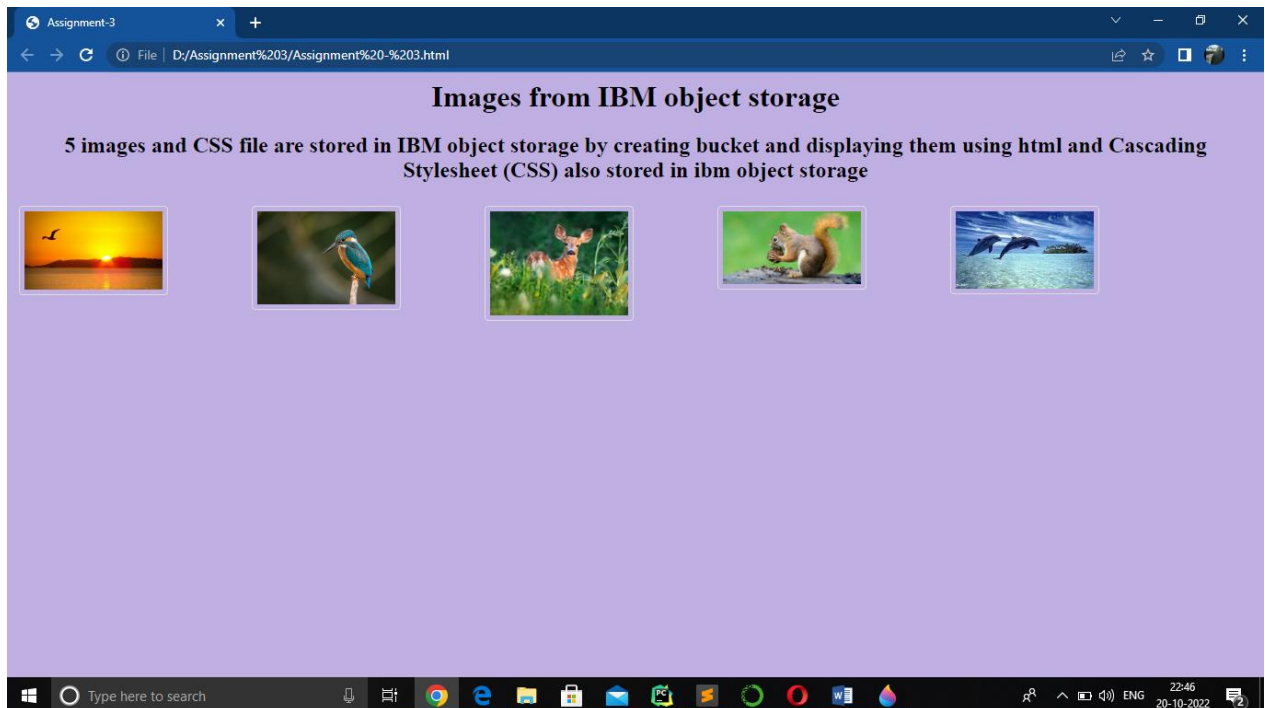 Assignment-3
File | D:/Assignment%203/Assignment%20-%203.html
Images from IBM object storage
5 images and CSS file are stored in IBM object storage by creating bucket and displaying them using html and Cascading
Stylesheet (CSS) also stored in ibm object storage
Type here to search
PC
W
ENG
22:46
20-10-2022
2